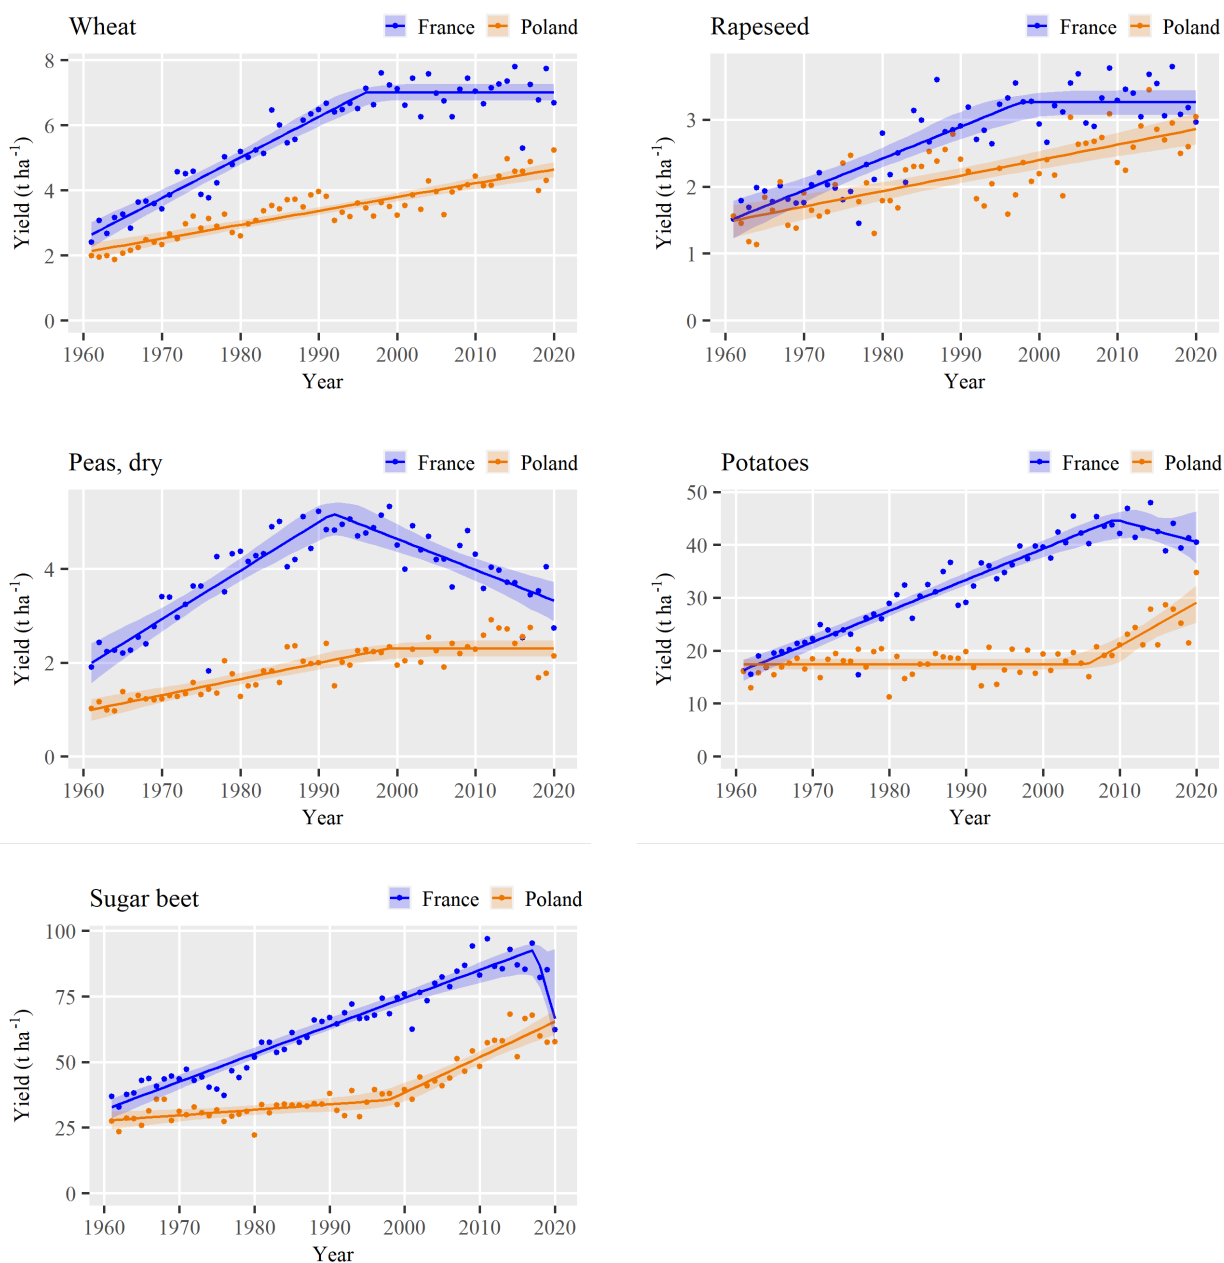 Wheat France Poland
8
6
4
2
0
Yield (t ha-1)
1960 1970 1980 1990 2000 2010 2020
Year
Rapeseed France Poland
3
2
1
0
Yield (t ha-1)
1960 1970 1980 1990 2000 2010 2020
Year
Peas, dry France Poland
4
2
0
Yield (t ha-1)
1960 1970 1980 1990 2000 2010 2020
Year
Potatoes France Poland
50
40
30
20
10
0
Yield (t ha-1)
1960 1970 1980 1990 2000 2010 2020
Year
Sugar beet France Poland
100
75
50
25
0
Yield (t ha-1)
1960 1970 1980 1990 2000 2010 2020
Year